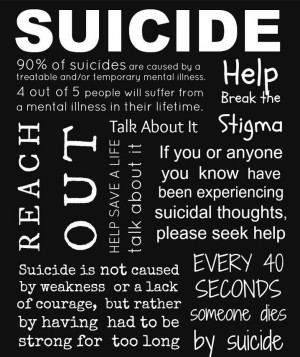 SUICIDE
90% of suicides are caused by a
treatable and/or temporary mental illness.
4 out of 5 people will suffer from
a mental illness in their lifetime.
Help
Break the
Stigma
Talk About It
REACH
OUT
HELP SAVE A LIFE
talk about it
If you or anyone
you know have
been experiencing
suicidal thoughts,
please seek help
Suicide is not caused
by weakness or a lack
of courage, but rather
by having had to be
strong for too long
EVERY 40
SECONDS
someone dies
by suicide